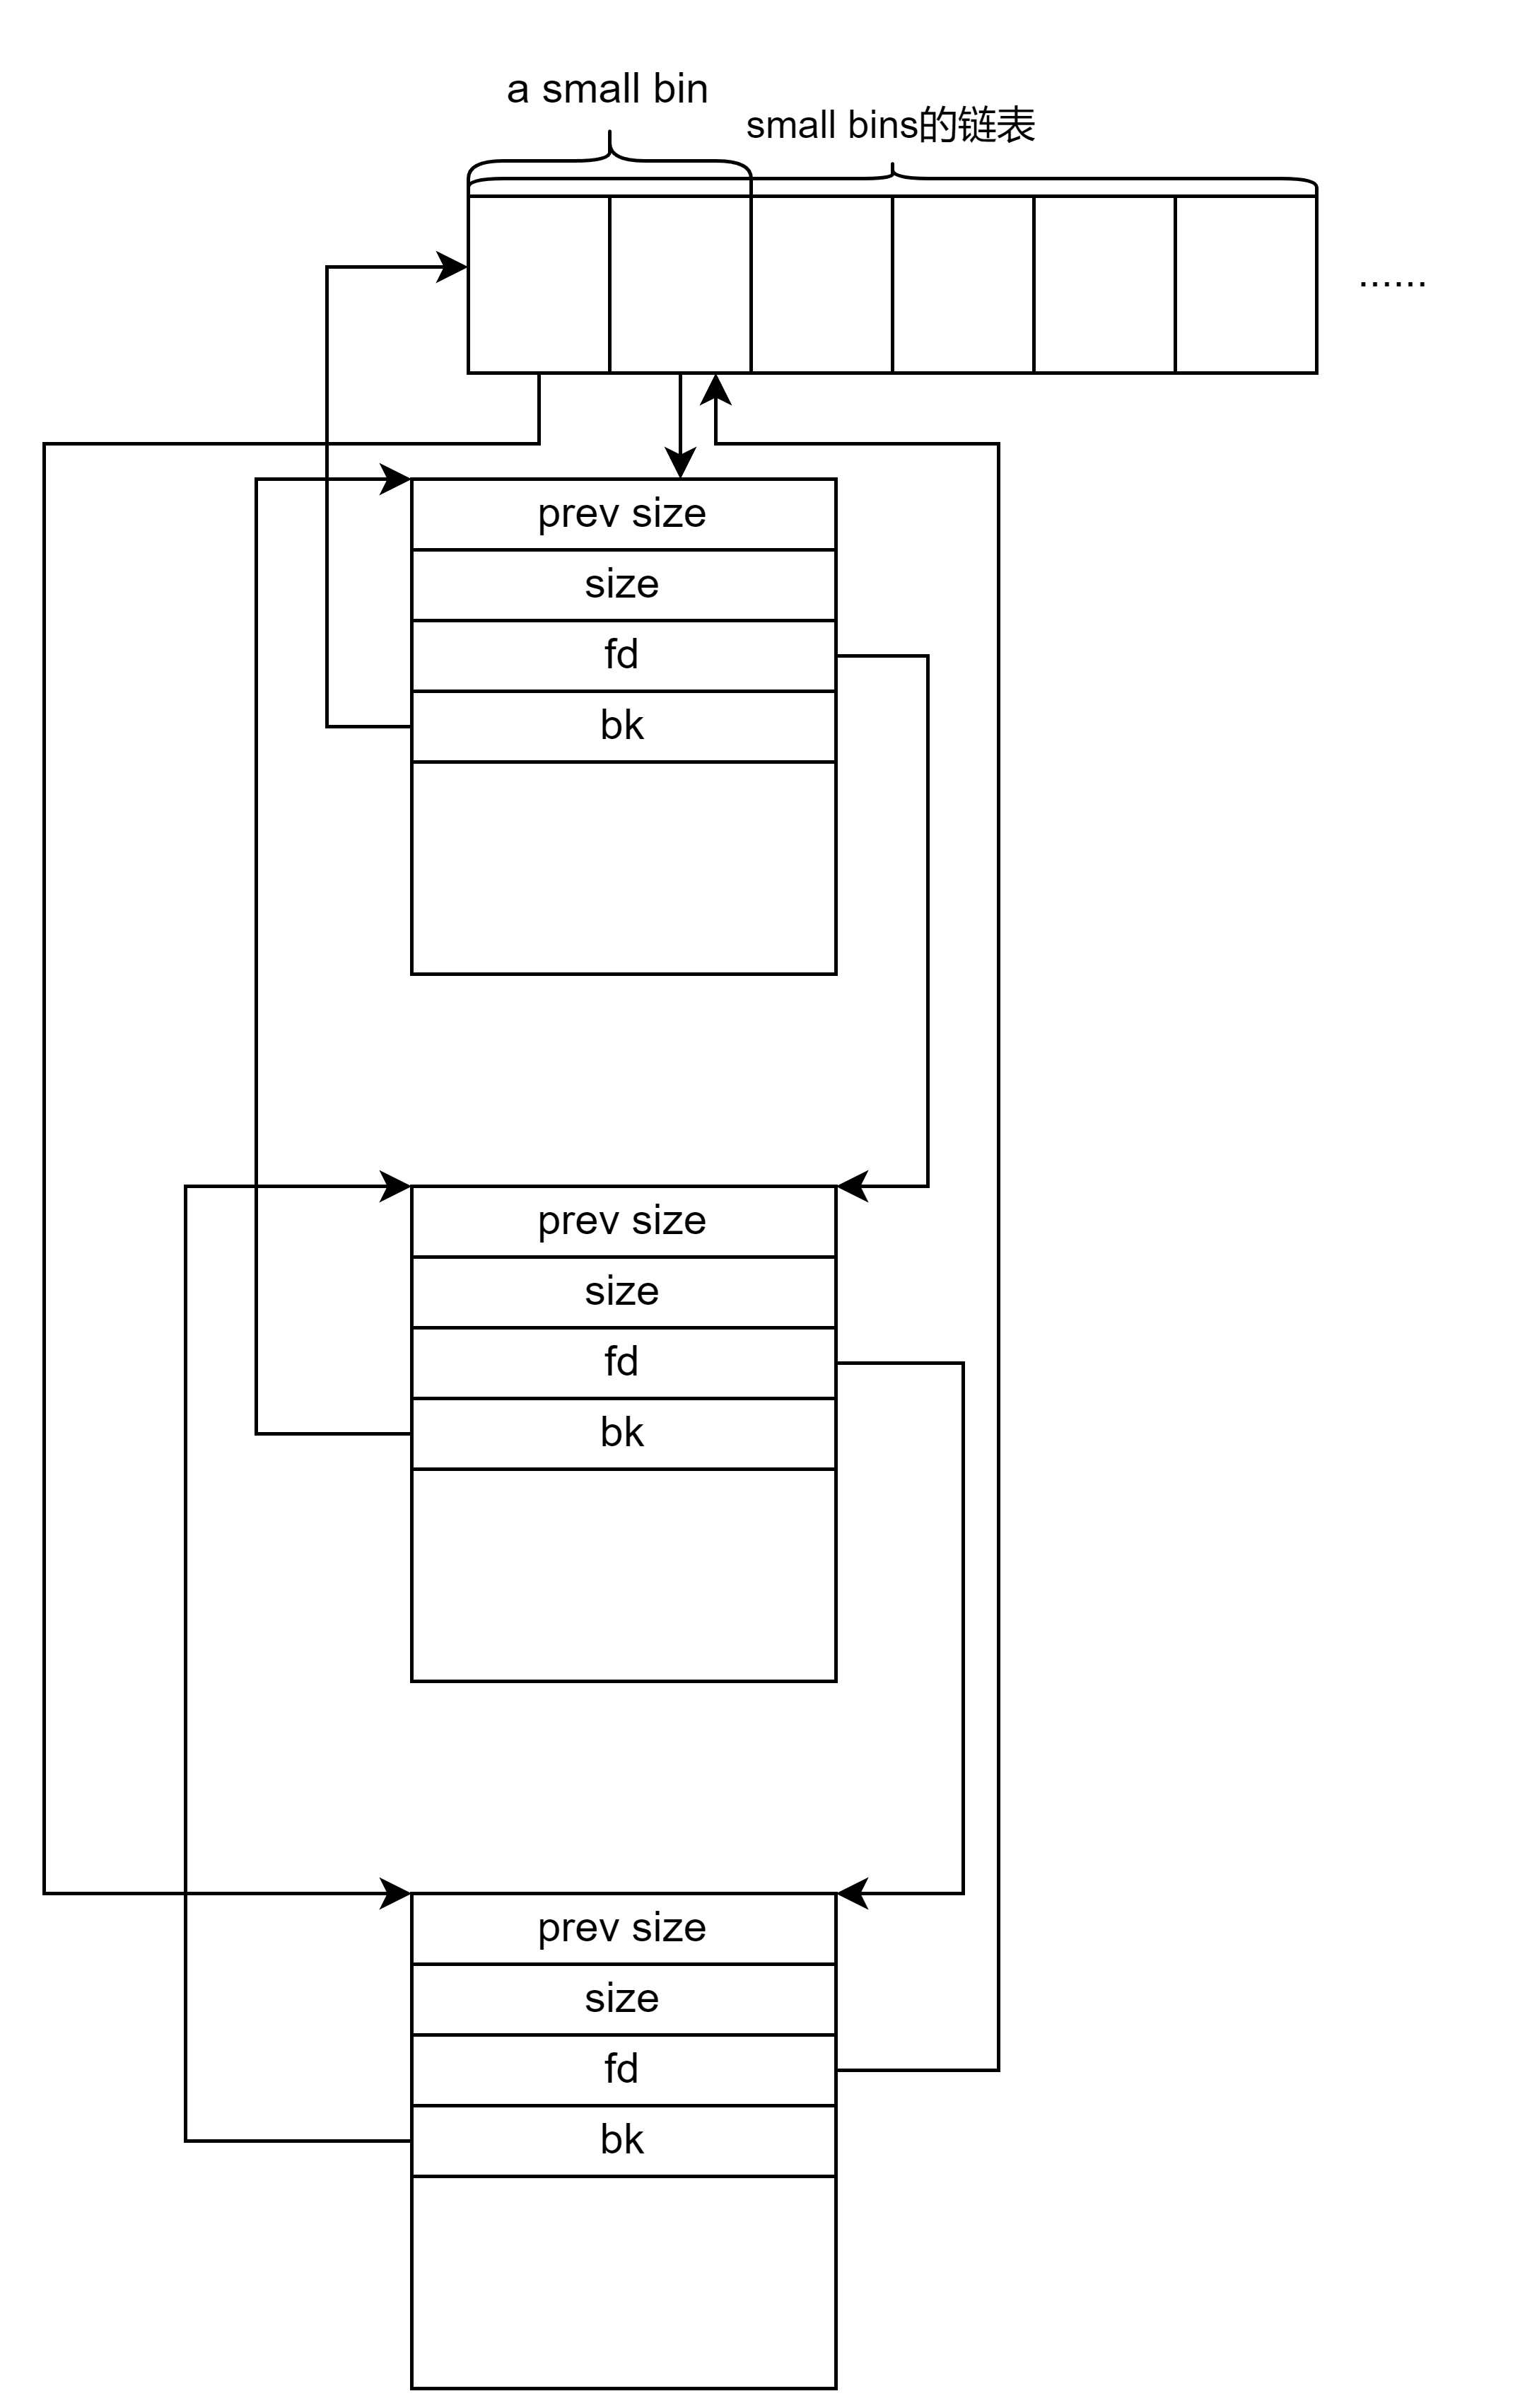 a small bin
small bins的链表
......
prev size
size
fd
bk
prev size
size
fd
bk
prev size
size
fd
bk